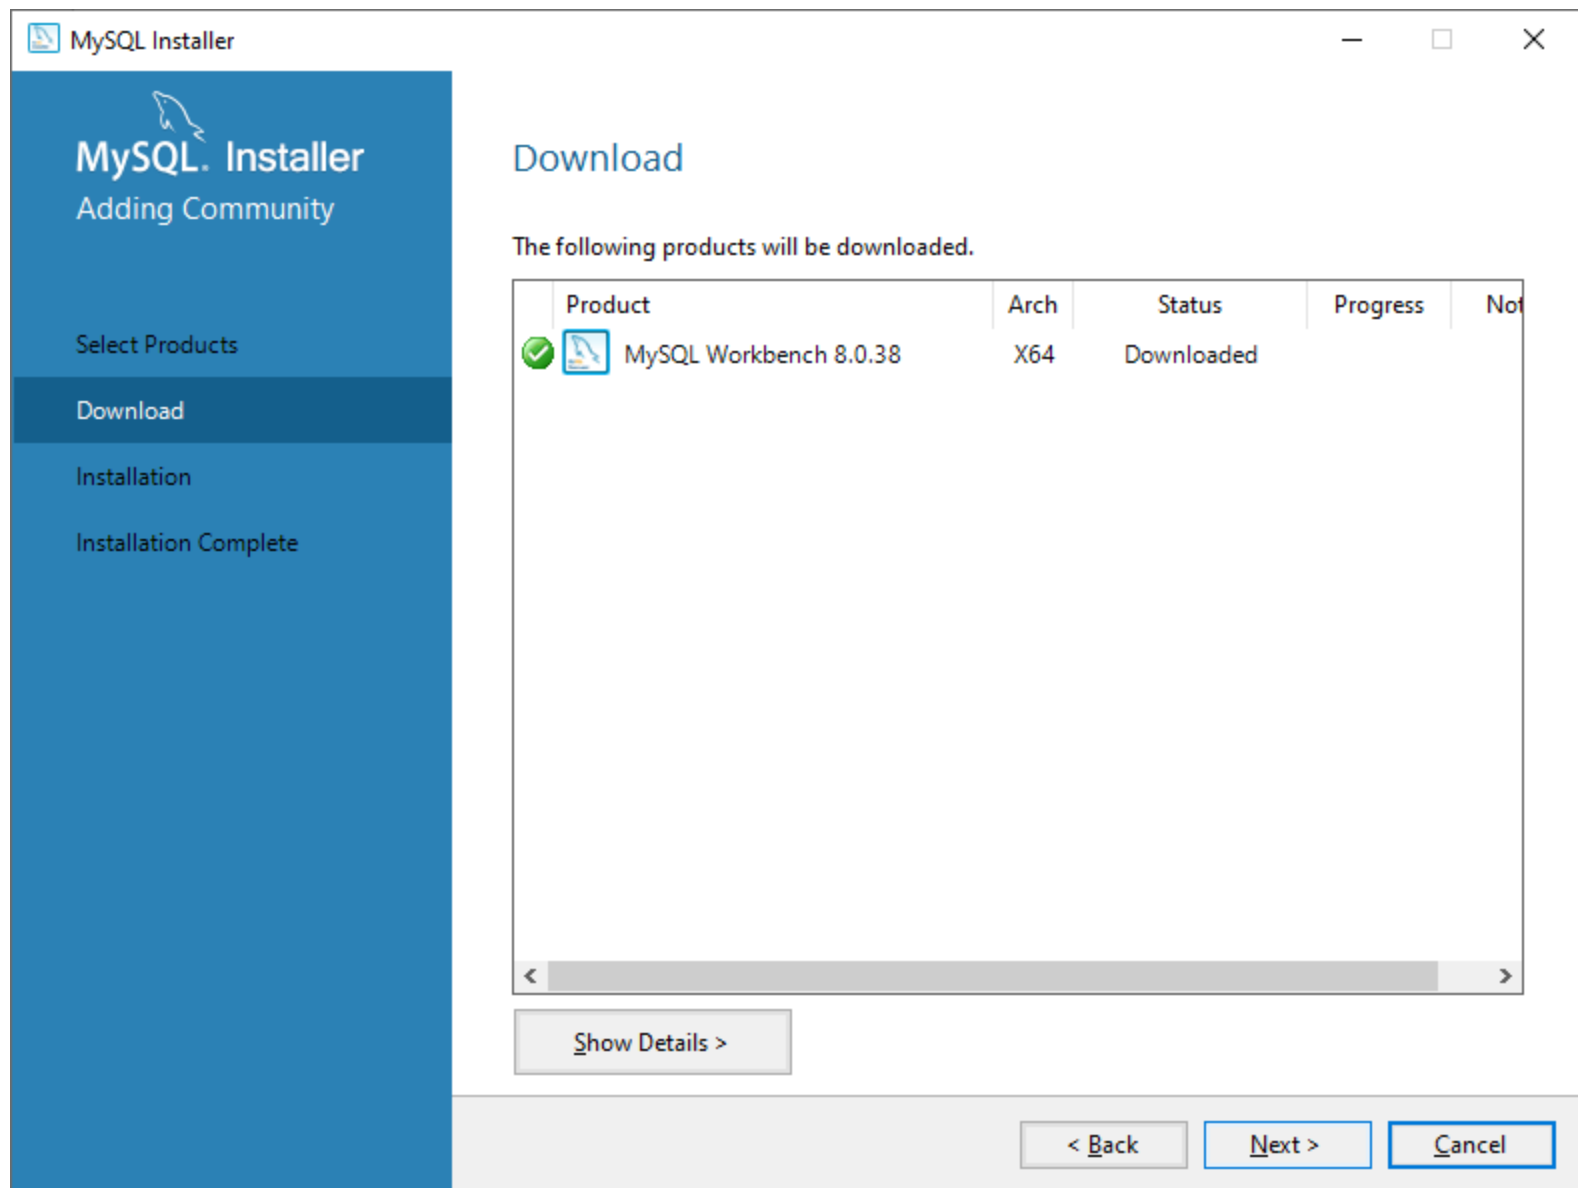 MySQL Installer
MySQL. Installer
Adding Community
Select Products
Download
Installation
Installation Complete
Download
The following products will be downloaded.
Product Arch Status Progress Not
MySQL Workbench 8.0.38 X64 Downloaded
Show Details >
< Back Next > Cancel